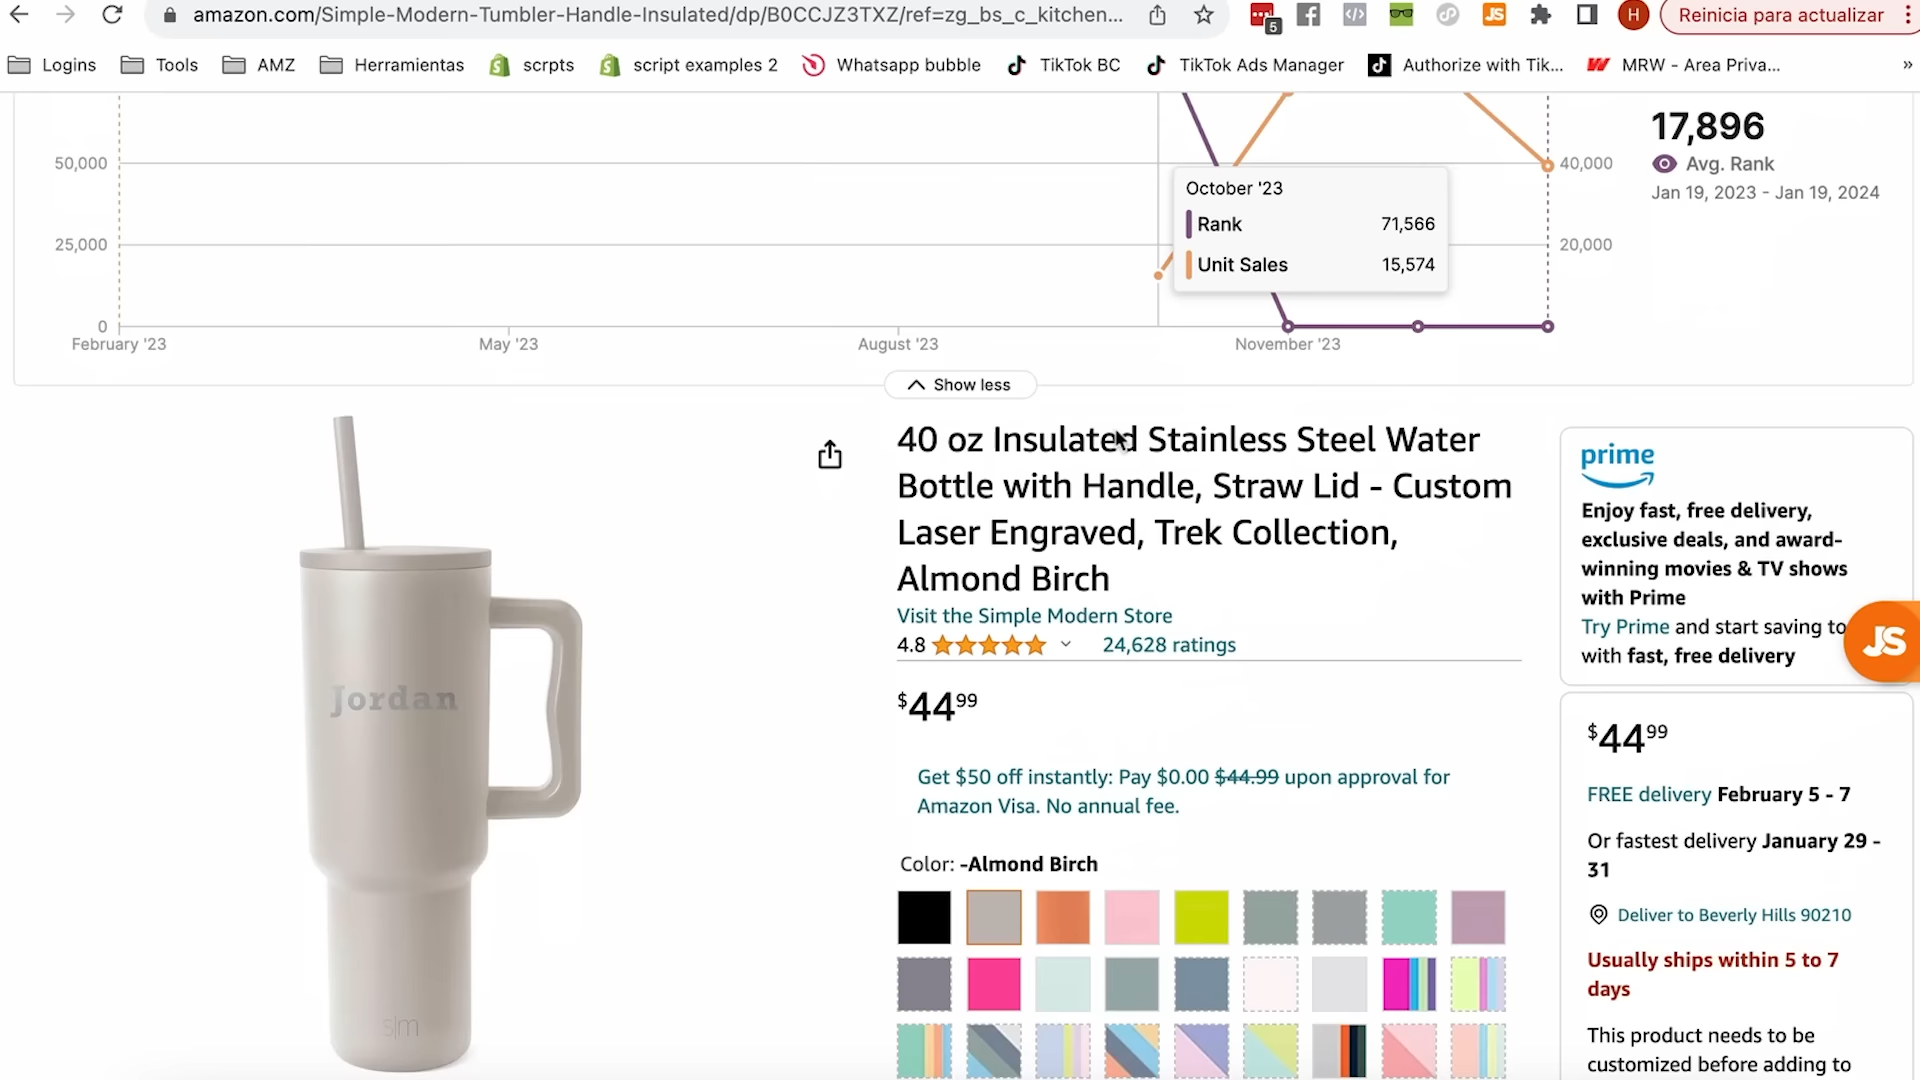 amazon.com/Simple-Modern-Tumbler-Handle-Insulated/dp/B0CCJZ3TXZ/ref=zg_bs_c_kitchen...
5
JS
H
Reinicia para actualizar
Logins
Tools
AMZ
Herramientas
scrpts
script examples 2
Whatsapp bubble
TikTok BC
TikTok Ads Manager
Authorize with Tik...
MRW - Area Priva...
»
50,000
25,000
0
40,000
20,000
February '23
May '23
August '23
November '23
October '23
Rank 71,566
Unit Sales 15,574
17,896
Avg. Rank
Jan 19, 2023 - Jan 19, 2024
Show less
Jordan
s|m
40 oz Insulated Stainless Steel Water
Bottle with Handle, Straw Lid - Custom
Laser Engraved, Trek Collection,
Almond Birch
Visit the Simple Modern Store
4.8
24,628 ratings
$44.99
Get $50 off instantly: Pay $0.00 $44.99 upon approval for
Amazon Visa. No annual fee.
Color: -Almond Birch
prime
Enjoy fast, free delivery,
exclusive deals, and award-
winning movies & TV shows
with Prime
Try Prime and start saving to
with fast, free delivery
JS
$44.99
FREE delivery February 5 - 7
Or fastest delivery January 29 -
31
Deliver to Beverly Hills 90210
Usually ships within 5 to 7
days
This product needs to be
customized before adding to